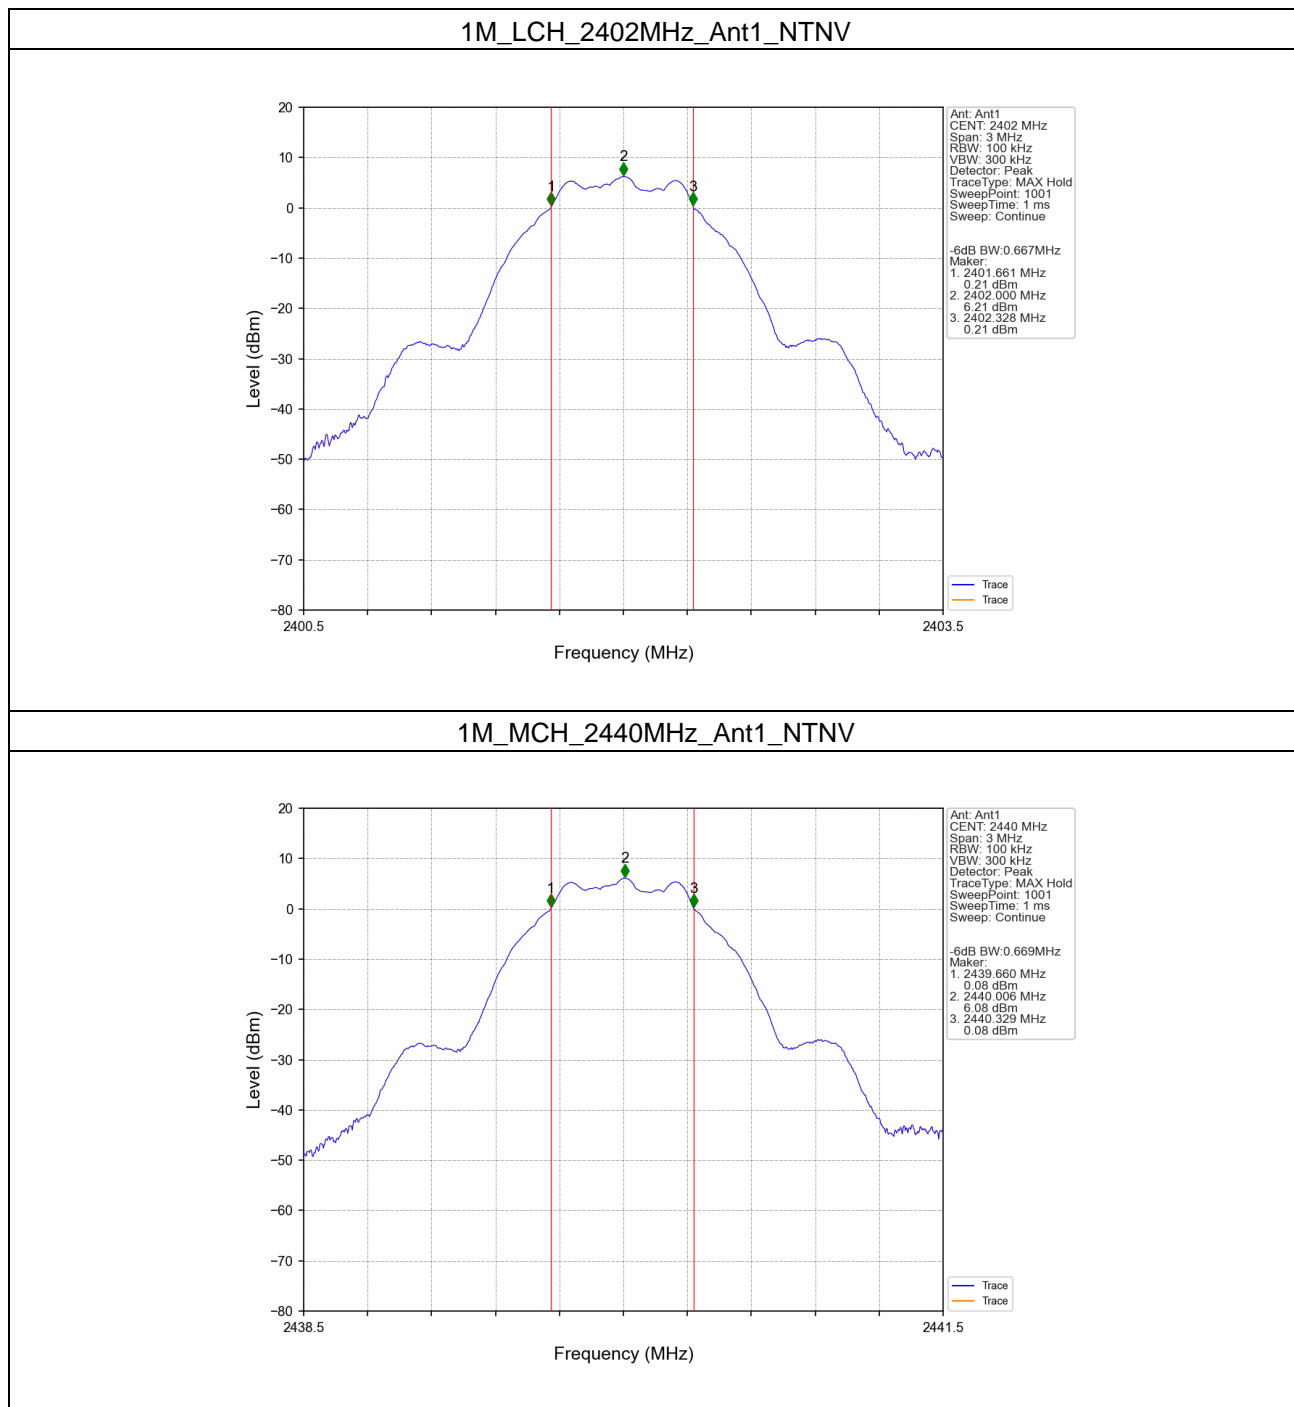 1M_LCH_2402MHz_Ant1_NTNV
20
10
0
−10
−20
−30
−40
−50
−60
−70
−80
Level (dBm)
1
2
3
2400.5
2403.5
Frequency (MHz)
Ant: Ant1
CENT: 2402 MHz
Span: 3 MHz
RBW: 100 kHz
VBW: 300 kHz
Detector: Peak
TraceType: MAX Hold
SweepPoint: 1001
SweepTime: 1 ms
Sweep: Continue
-6dB BW:0.667MHz
Maker:
1. 2401.661 MHz
0.21 dBm
2. 2402.000 MHz
6.21 dBm
3. 2402.328 MHz
0.21 dBm
Trace
Trace
1M_MCH_2440MHz_Ant1_NTNV
20
10
0
−10
−20
−30
−40
−50
−60
−70
−80
Level (dBm)
1
2
3
2438.5
2441.5
Frequency (MHz)
Ant: Ant1
CENT: 2440 MHz
Span: 3 MHz
RBW: 100 kHz
VBW: 300 kHz
Detector: Peak
TraceType: MAX Hold
SweepPoint: 1001
SweepTime: 1 ms
Sweep: Continue
-6dB BW:0.669MHz
Maker:
1. 2439.660 MHz
0.08 dBm
2. 2440.006 MHz
6.08 dBm
3. 2440.329 MHz
0.08 dBm
Trace
Trace